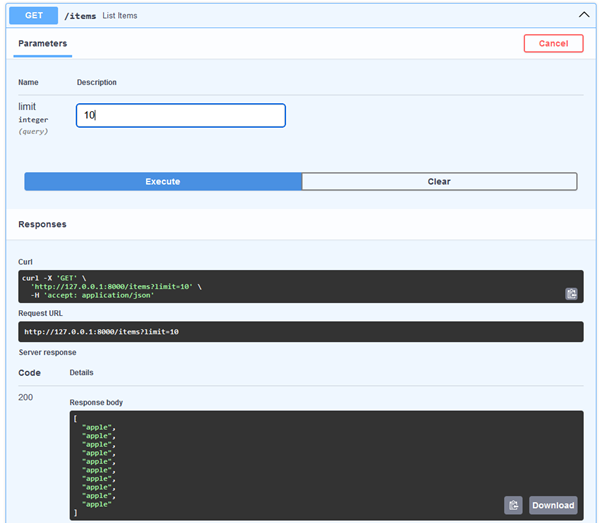 GET /items List Items
Parameters Cancel
Name Description
limit
integer
(query)
10
Execute Clear
Responses
Curl
curl -X 'GET' \
'http://127.0.0.1:8000/items?limit=10' \
-H 'accept: application/json'
Request URL
http://127.0.0.1:8000/items?limit=10
Server response
Code Details
200
Response body
[
"apple",
"apple",
"apple",
"apple",
"apple",
"apple",
"apple",
"apple",
"apple",
"apple"
]
Download